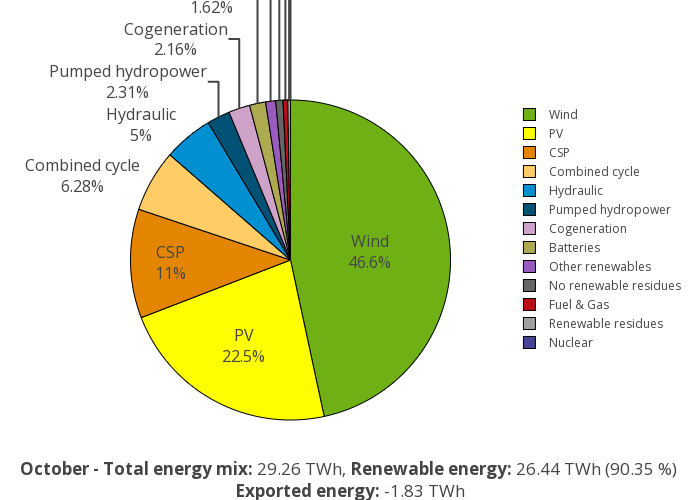 1.62%
Cogeneration
2.16%
Pumped hydropower
2.31%
Hydraulic
5%
Combined cycle
6.28%
CSP
11%
PV
22.5%
Wind
46.6%
Wind
PV
CSP
Combined cycle
Hydraulic
Pumped hydropower
Cogeneration
Batteries
Other renewables
No renewable residues
Fuel & Gas
Renewable residues
Nuclear
October - Total energy mix: 29.26 TWh, Renewable energy: 26.44 TWh (90.35 %)
Exported energy: -1.83 TWh